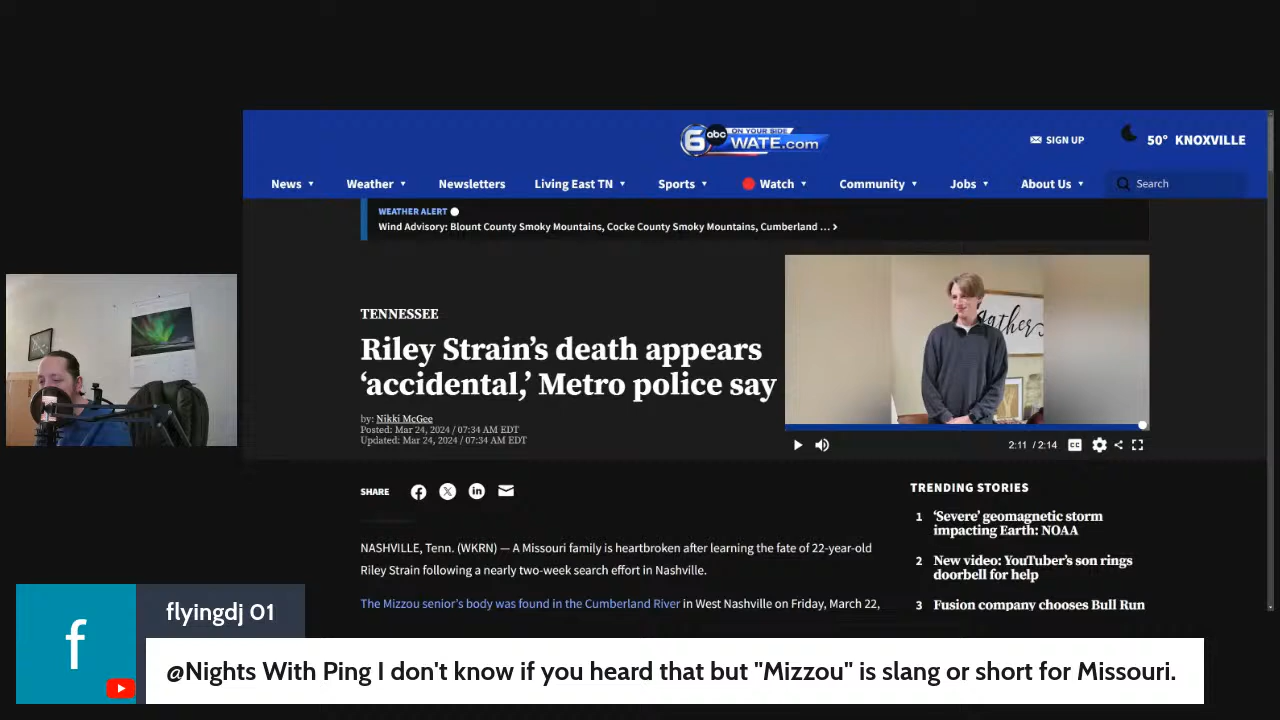 6 abc ON YOUR SIDE
WATE.com
SIGN UP
50° KNOXVILLE
News
Weather
Newsletters
Living East TN
Sports
Watch
Community
Jobs
About Us
Search
WEATHER ALERT
Wind Advisory: Blount County Smoky Mountains, Cocke County Smoky Mountains, Cumberland ... >
TENNESSEE
Riley Strain's death appears
'accidental,' Metro police say
by: Nikki McGee
Posted: Mar 24, 2024 / 07:34 AM EDT
Updated: Mar 24, 2024 / 07:34 AM EDT
gather
2:11 / 2:14
CC
SHARE
NASHVILLE, Tenn. (WKRN) — A Missouri family is heartbroken after learning the fate of 22-year-old
Riley Strain following a nearly two-week search effort in Nashville.
The Mizzou senior's body was found in the Cumberland River in West Nashville on Friday, March 22,
TRENDING STORIES
1 'Severe' geomagnetic storm
impacting Earth: NOAA
2 New video: YouTuber's son rings
doorbell for help
3 Fusion company chooses Bull Run
f
flyingdj 01
@Nights With Ping I don't know if you heard that but "Mizzou" is slang or short for Missouri.